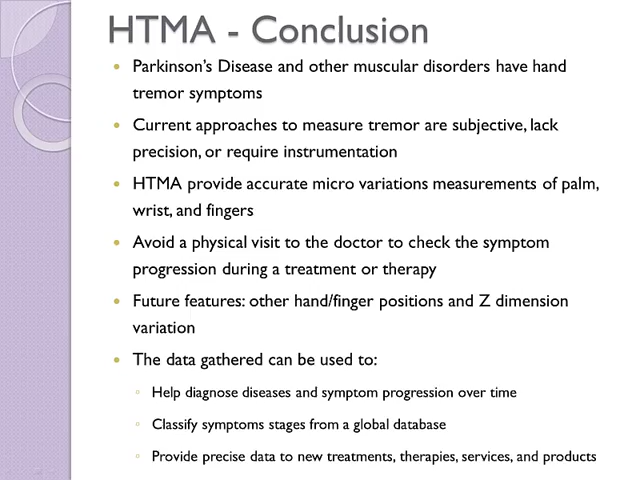 HTMA - Conclusion
Parkinson's Disease and other muscular disorders have hand
tremor symptoms
Current approaches to measure tremor are subjective, lack
precision, or require instrumentation
HTMA provide accurate micro variations measurements of palm,
wrist, and fingers
Avoid a physical visit to the doctor to check the symptom
progression during a treatment or therapy
Future features: other hand/finger positions and Z dimension
variation
The data gathered can be used to:
Help diagnose diseases and symptom progression over time
Classify symptoms stages from a global database
Provide precise data to new treatments, therapies, services, and products